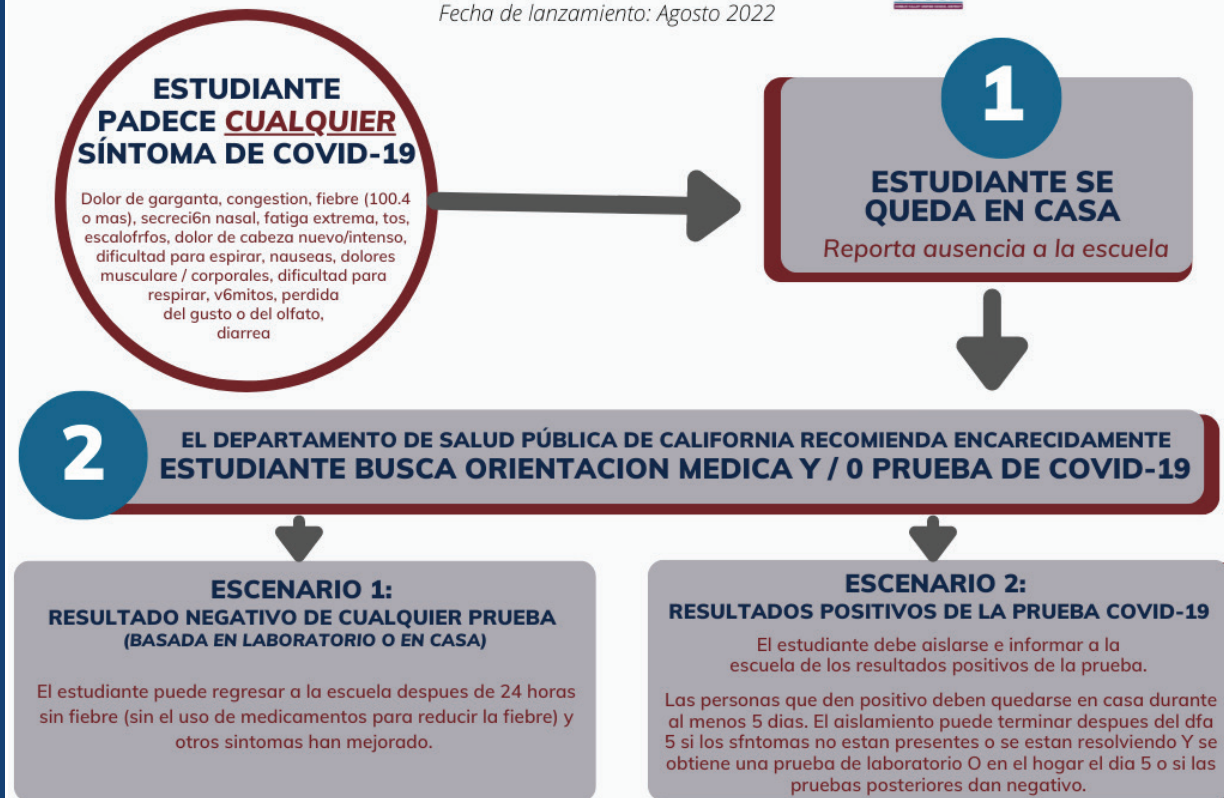 Fecha de lanzamiento: Agosto 2022
ESTUDIANTE
PADECE CUALQUIER
SÍNTOMA DE COVID-19
Dolor de garganta, congestion, fiebre (100.4
o mas), secreci6n nasal, fatiga extrema, tos,
escalofrfos, dolor de cabeza nuevo/intenso,
dificultad para espirar, nauseas, dolores
musculare / corporales, dificultad para
respirar, v6mitos, perdida
del gusto o del olfato,
diarrea
1
ESTUDIANTE SE
QUEDA EN CASA
Reporta ausencia a la escuela
2
EL DEPARTAMENTO DE SALUD PÚBLICA DE CALIFORNIA RECOMIENDA ENCARECIDAMENTE
ESTUDIANTE BUSCA ORIENTACION MEDICA Y / 0 PRUEBA DE COVID-19
ESCENARIO 1:
RESULTADO NEGATIVO DE CUALQUIER PRUEBA
(BASADA EN LABORATORIO O EN CASA)
El estudiante puede regresar a la escuela despues de 24 horas
sin fiebre (sin el uso de medicamentos para reducir la fiebre) y
otros sintomas han mejorado.
ESCENARIO 2:
RESULTADOS POSITIVOS DE LA PRUEBA COVID-19
El estudiante debe aislarse e informar a la
escuela de los resultados positivos de la prueba.
Las personas que den positivo deben quedarse en casa durante
al menos 5 dias. El aislamiento puede terminar despues del dfa
5 si los sfntomas no estan presentes o se estan resolviendo Y se
obtiene una prueba de laboratorio O en el hogar el dia 5 o si las
pruebas posteriores dan negativo.